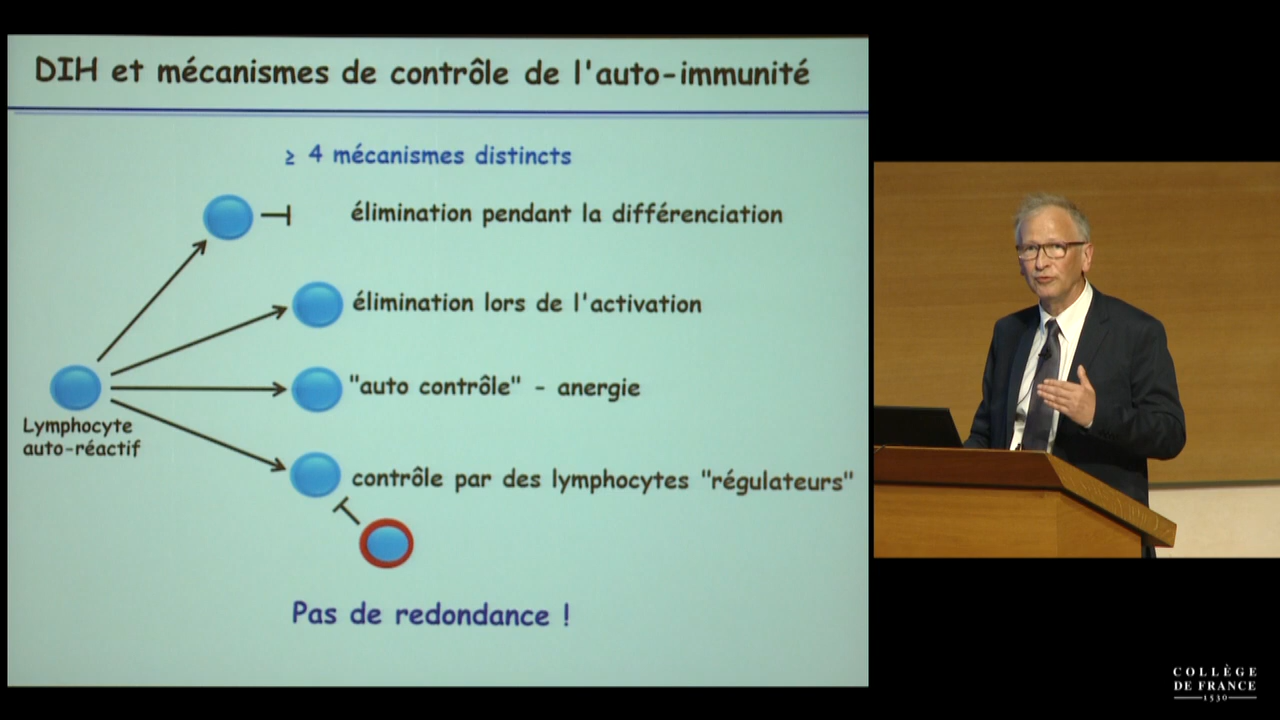 DIH et mécanismes de contrôle de l'auto-immunité
≥ 4 mécanismes distincts
élimination pendant la différenciation
élimination lors de l'activation
"auto contrôle" - anergie
Lymphocyte
auto-réactif
contrôle par des lymphocytes "régulateurs"
Pas de redondance !
COLLÈGE
DE FRANCE
1530